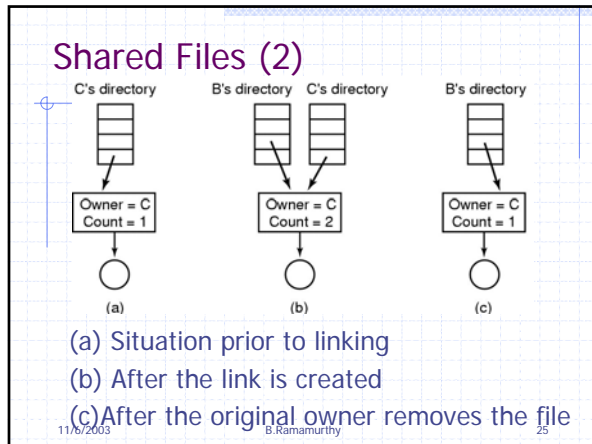 Shared Files (2)
C's directory
B's directory C's directory
B's directory
Owner = C
Count = 1
Owner = C
Count = 2
Owner = C
Count = 1
(a)
(b)
(c)
(a) Situation prior to linking
(b) After the link is created
(c)After the original owner removes the file
11/6/2003 B.Ramamurthy 25